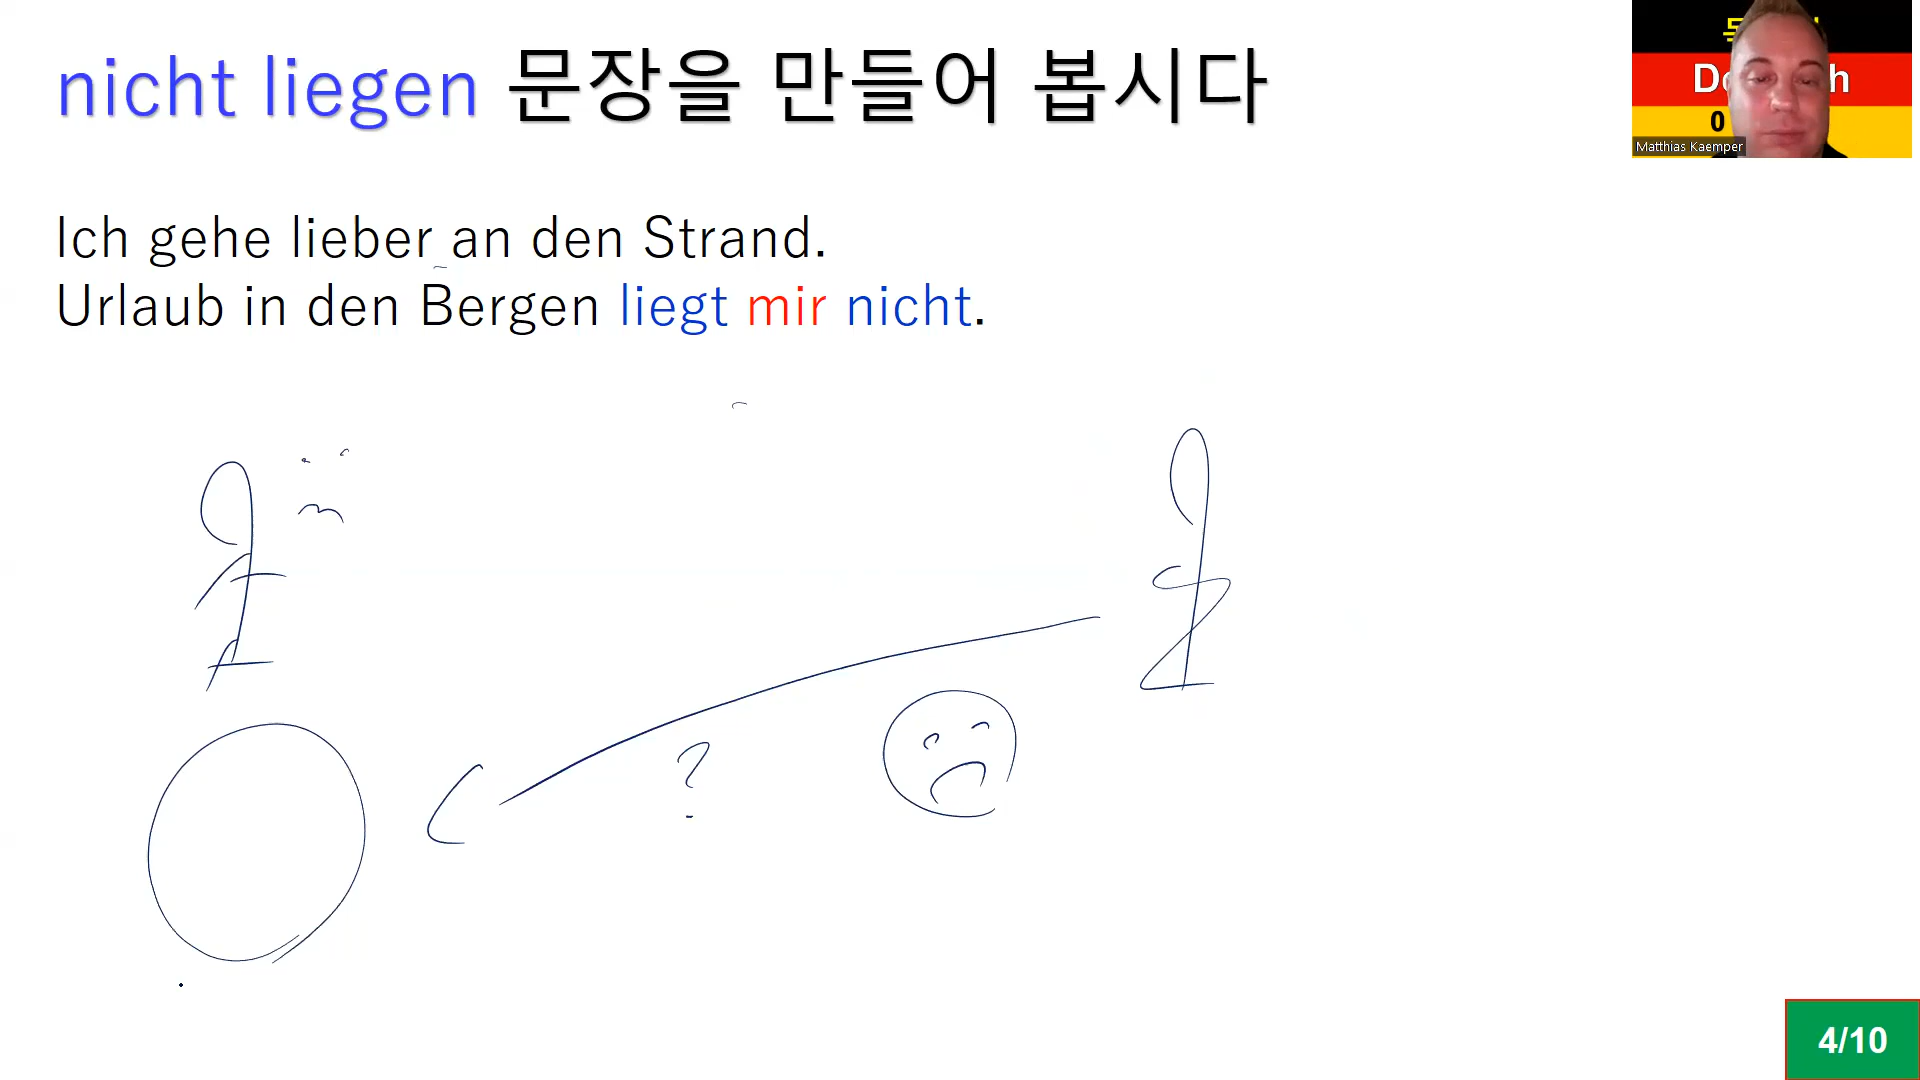 nicht liegen 문장을 만들어 봅시다
Ich gehe lieber an den Strand.
Urlaub in den Bergen liegt mir nicht.
?
Matthias Kaemper
4/10